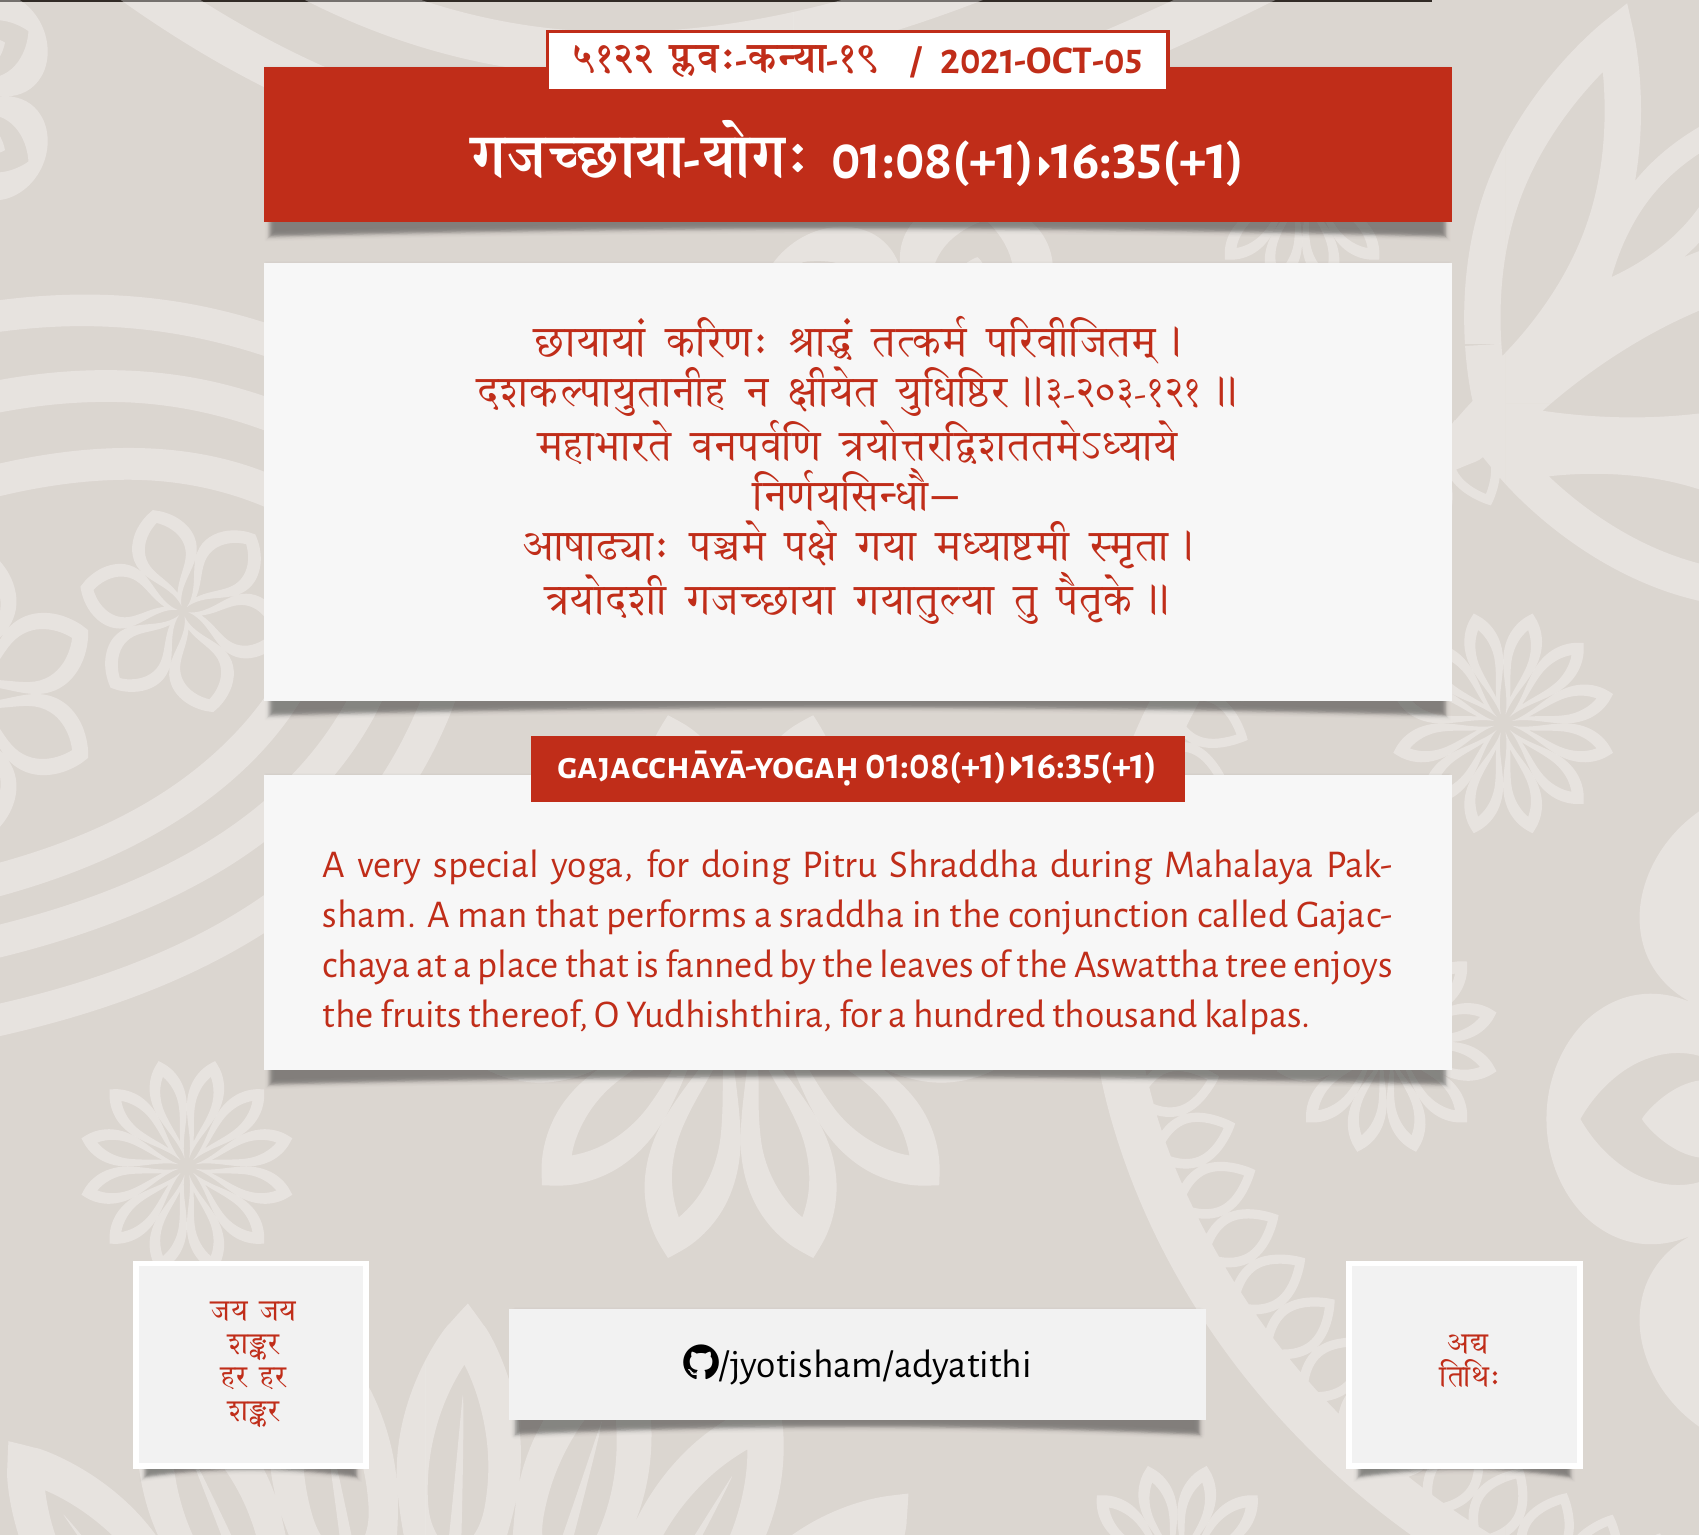 ५१२२ प्लवः-कन्या-१९ / 2021-OCT-05
गजच्छाया-योगः 01:08(+1)⏵16:35(+1)
छायायां करिणः श्राद्धं तत्कर्म परिवीजितम् ।
दशकल्पायुतानीह न क्षीयेत युधिष्ठिर ॥३-२०३-१२१ ॥
महाभारते वनपर्वणि त्रयोत्तरद्विशततमेऽध्याये
निर्णयसिन्धौ—
आषाढ्याः पञ्चमे पक्षे गया मध्याष्टमी स्मृता ।
त्रयोदशी गजच्छाया गयातुल्या तु पैतृके ॥
GAJACCHĀYĀ-YOGAḤ 01:08(+1)⏵16:35(+1)
A very special yoga, for doing Pitru Shraddha during Mahalaya Pak-
sham. A man that performs a sraddha in the conjunction called Gajac-
chaya at a place that is fanned by the leaves of the Aswattha tree enjoys
the fruits thereof, O Yudhishthira, for a hundred thousand kalpas.
जय जय
शङ्कर
हर हर
शङ्कर
/jyotisham/adyatithi
अद्य
तिथिः